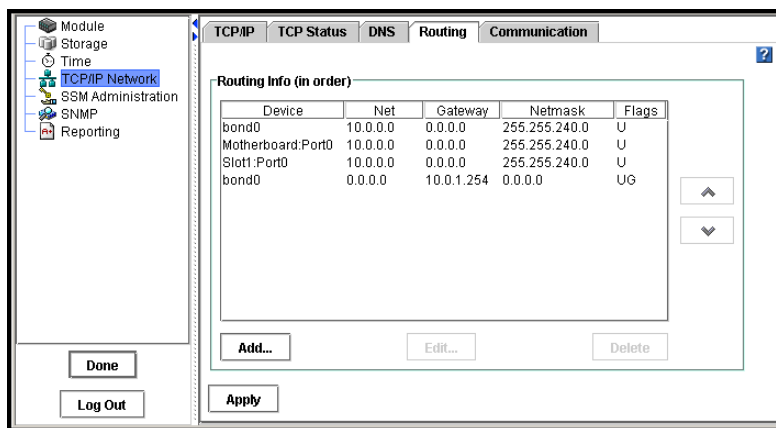 Module
Storage
Time
TCP/IP Network
SSM Administration
SNMP
Reporting
Done
Log Out
TCP/IP TCP Status DNS Routing Communication
?
Routing Info (in order)
Device Net Gateway Netmask Flags
bond0 10.0.0.0 0.0.0.0 255.255.240.0 U
Motherboard:Port0 10.0.0.0 0.0.0.0 255.255.240.0 U
Slot1:Port0 10.0.0.0 0.0.0.0 255.255.240.0 U
bond0 0.0.0.0 10.0.1.254 0.0.0.0 UG
Add... Edit... Delete
Apply